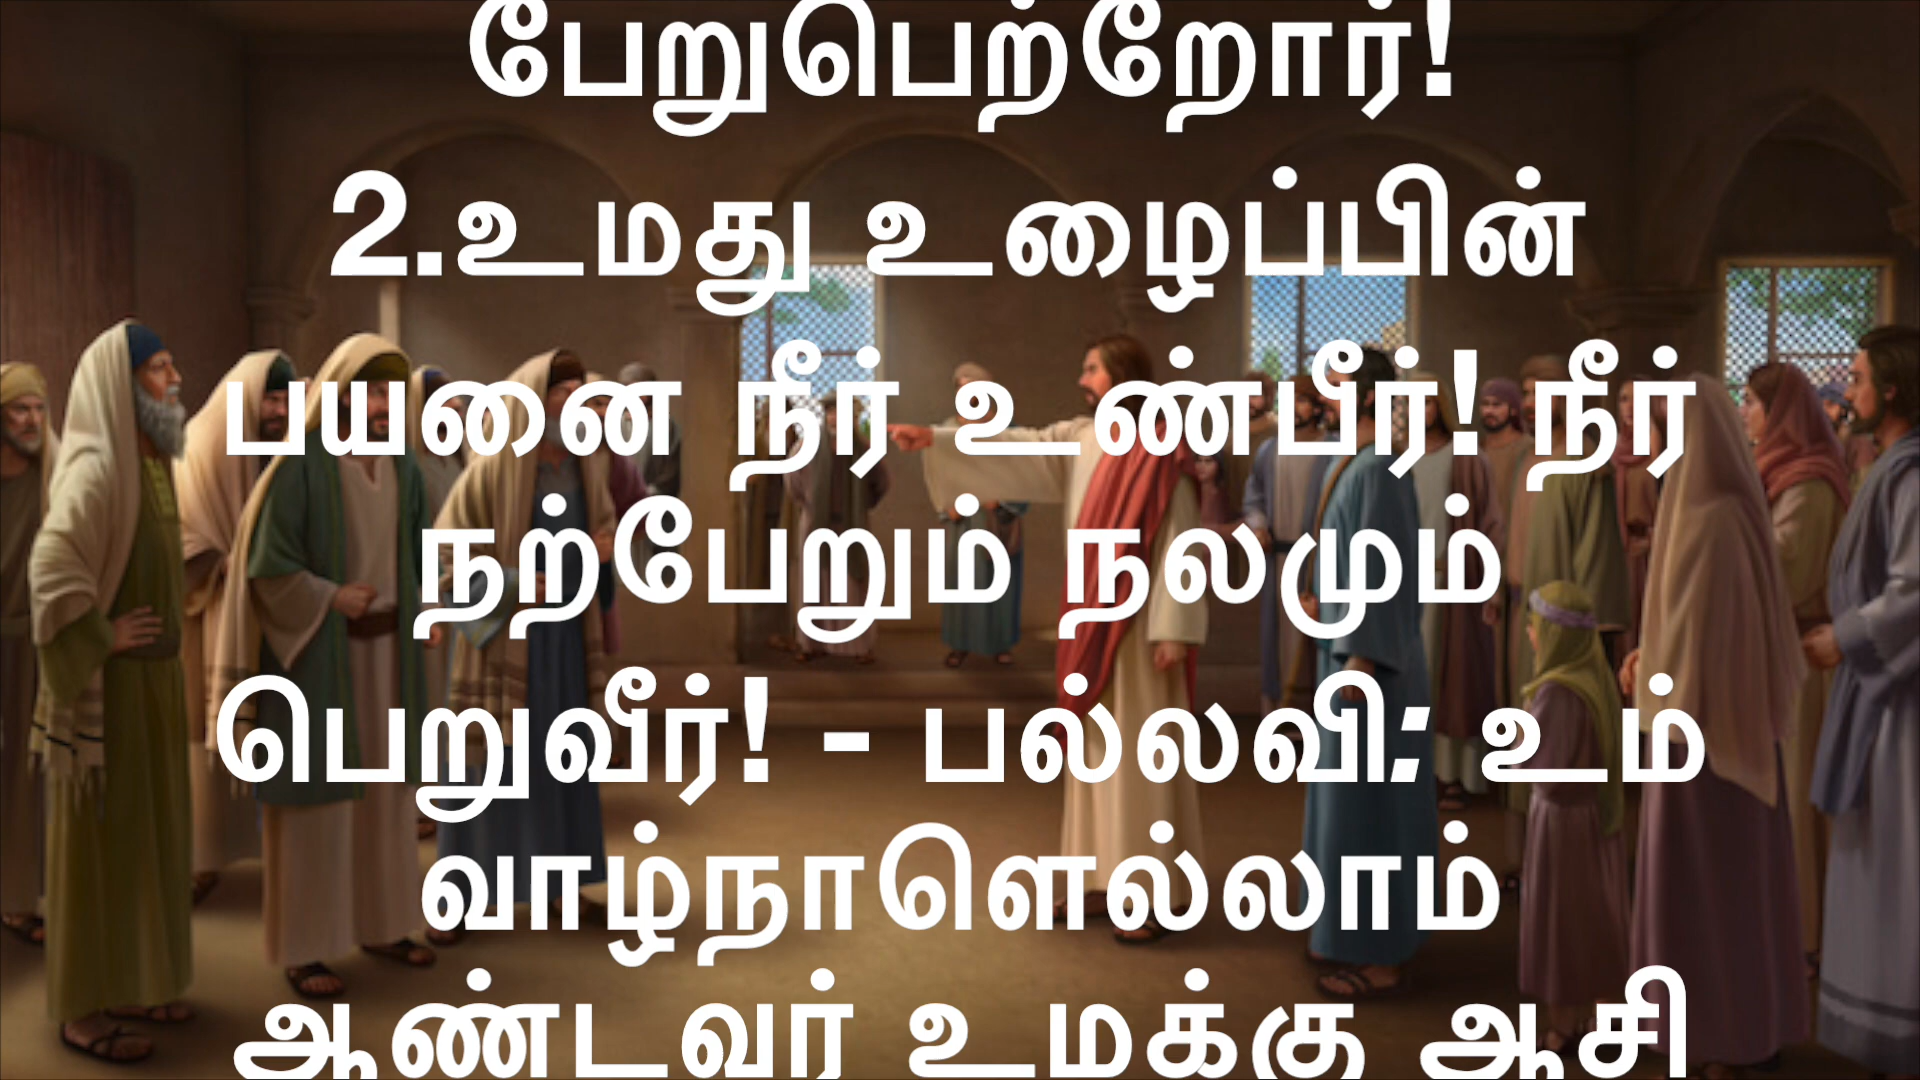 பேறுபெற்றோர்!
2.உமது உழைப்பின்
பயனை நீர் உண்பீர்! நீர்
நற்பேறும் நலமும்
பெறுவீர்! - பல்லவி: உம்
வாழ்நாளெல்லாம்
ஆண்டவர் உமக்கு ஆசி